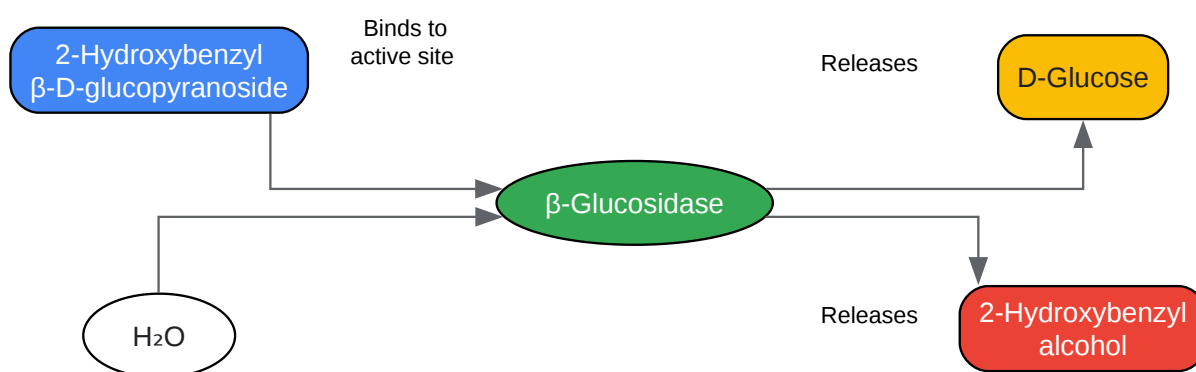 2-Hydroxybenzyl
β-D-glucopyranoside
Binds to
active site
Releases
D-Glucose
β-Glucosidase
H₂O
Releases
2-Hydroxybenzyl
alcohol